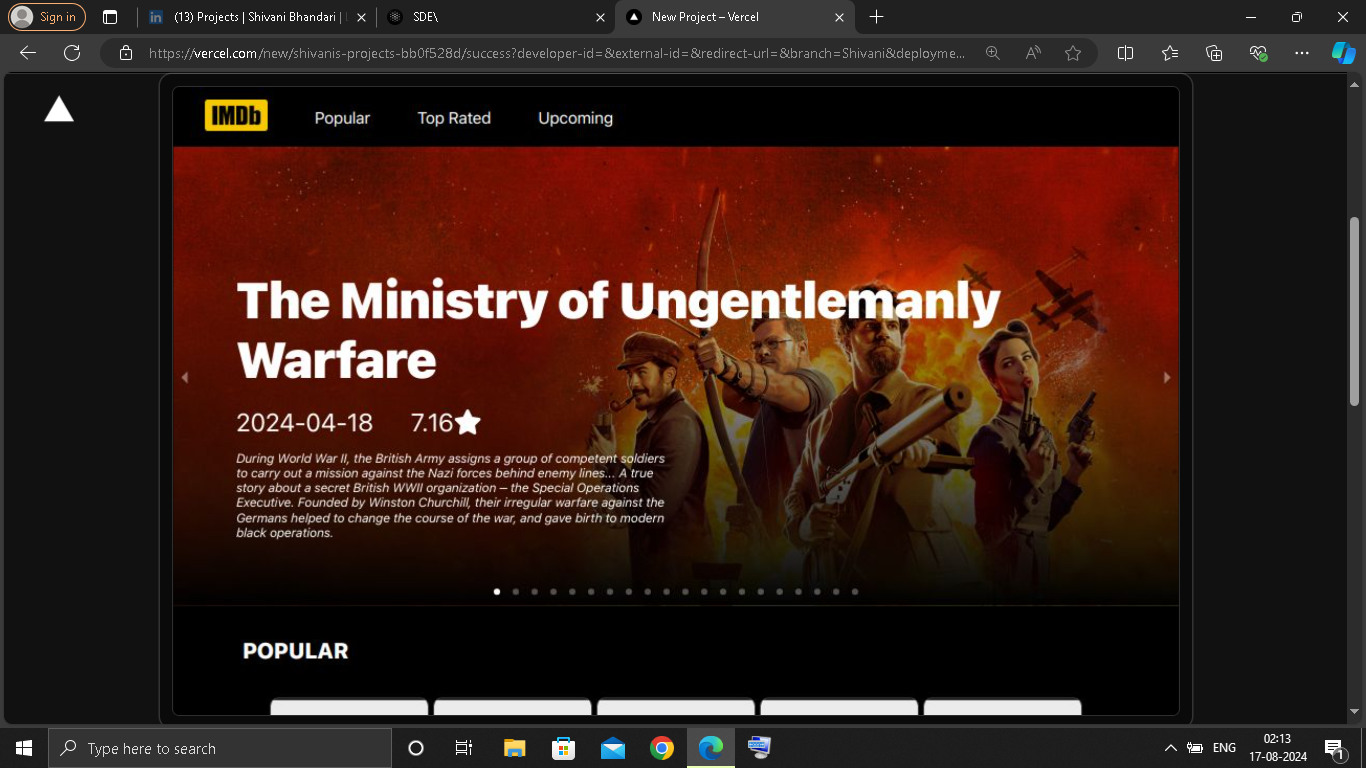 Sign in
(13) Projects | Shivani Bhandari |
SDE\
New Project – Vercel
https://vercel.com/new/shivanis-projects-bb0f528d/success?developer-id=&external-id=&redirect-url=&branch=Shivani&deployme...
IMDb
Popular
Top Rated
Upcoming
The Ministry of Ungentlemanly
Warfare
2024-04-18 7.16
During World War II, the British Army assigns a group of competent soldiers
to carry out a mission against the Nazi forces behind enemy lines... A true
story about a secret British WWII organization — the Special Operations
Executive. Founded by Winston Churchill, their irregular warfare against the
Germans helped to change the course of the war, and gave birth to modern
black operations.
POPULAR
Type here to search
ENG
02:13
17-08-2024
1